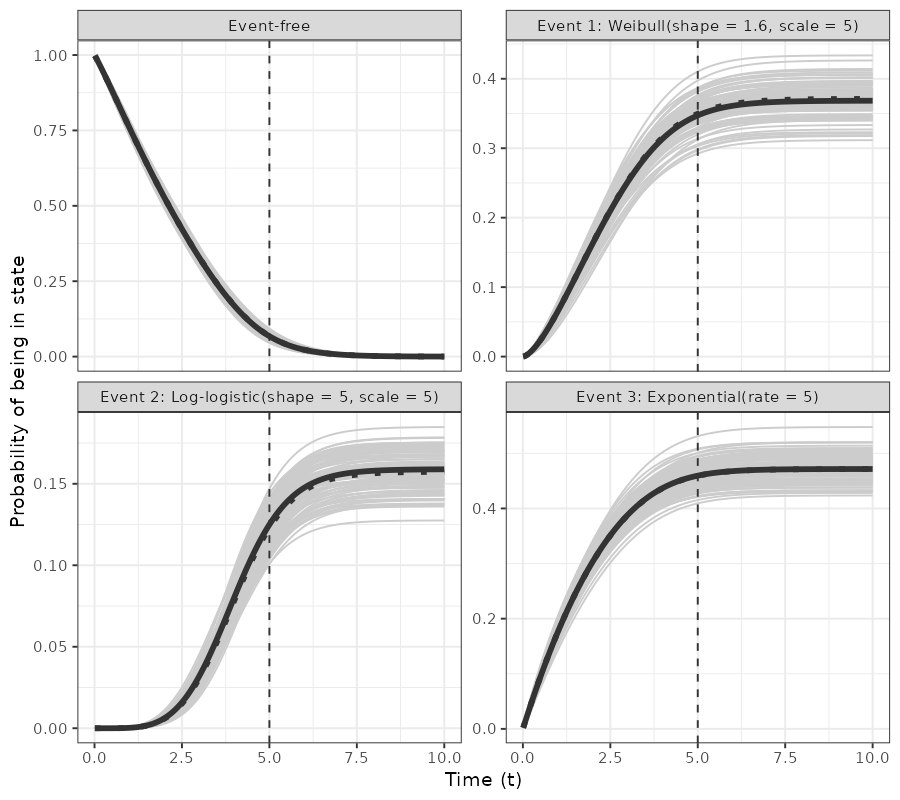 Event-free
Event 1: Weibull(shape = 1.6, scale = 5)
1.00
0.75
0.50
0.25
0.00
0.4
0.3
0.2
0.1
0.0
Probability of being in state
Event 2: Log-logistic(shape = 5, scale = 5)
Event 3: Exponential(rate = 5)
0.15
0.10
0.05
0.00
0.4
0.2
0.0
0.0 2.5 5.0 7.5 10.0
0.0 2.5 5.0 7.5 10.0
Time (t)